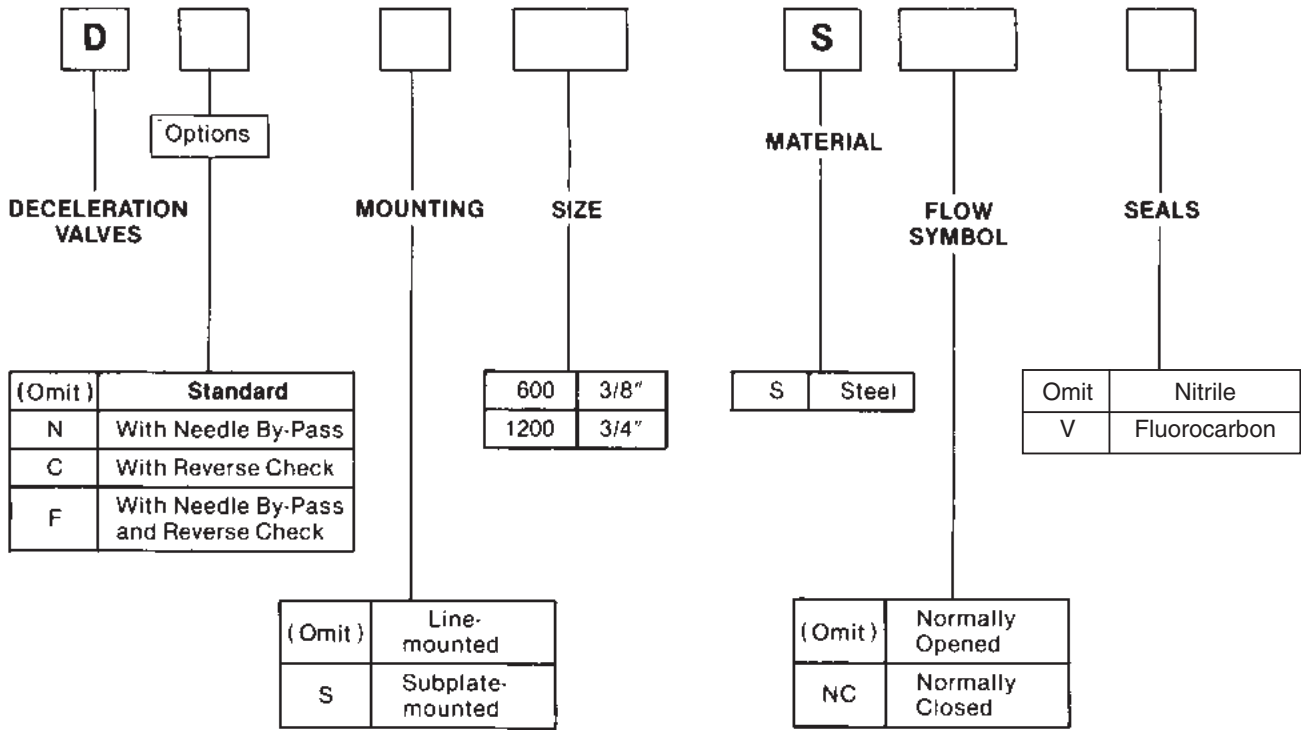 D
S
Options
MATERIAL
DECELERATION
VALVES
MOUNTING
SIZE
FLOW
SYMBOL
SEALS
(Omit) Standard
N With Needle By-Pass
C With Reverse Check
F With Needle By-Pass
and Reverse Check
600 3/8"
1200 3/4"
S Steel
Omit Nitrile
V Fluorocarbon
(Omit) Line-
mounted
S Subplate-
mounted
(Omit) Normally
Opened
NC Normally
Closed